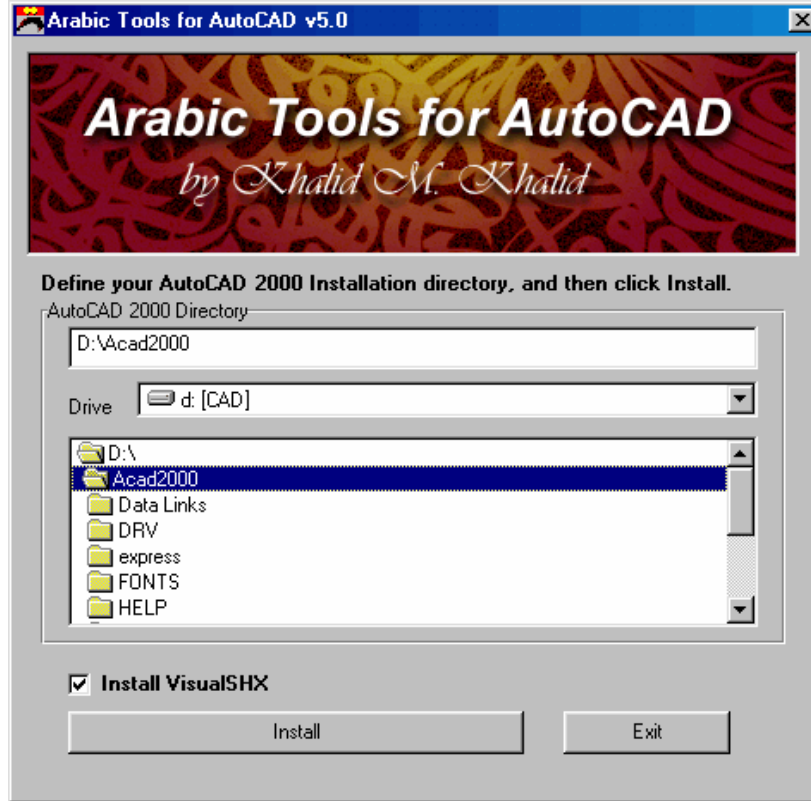 Arabic Tools for AutoCAD v5.0
Arabic Tools for AutoCAD
by Khalid M. Khalid
Define your AutoCAD 2000 Installation directory, and then click Install.
AutoCAD 2000 Directory
D:\Acad2000
Drive d: [CAD]
D:\
Acad2000
Data Links
DRV
express
FONTS
HELP
Install VisualSHX
Install Exit